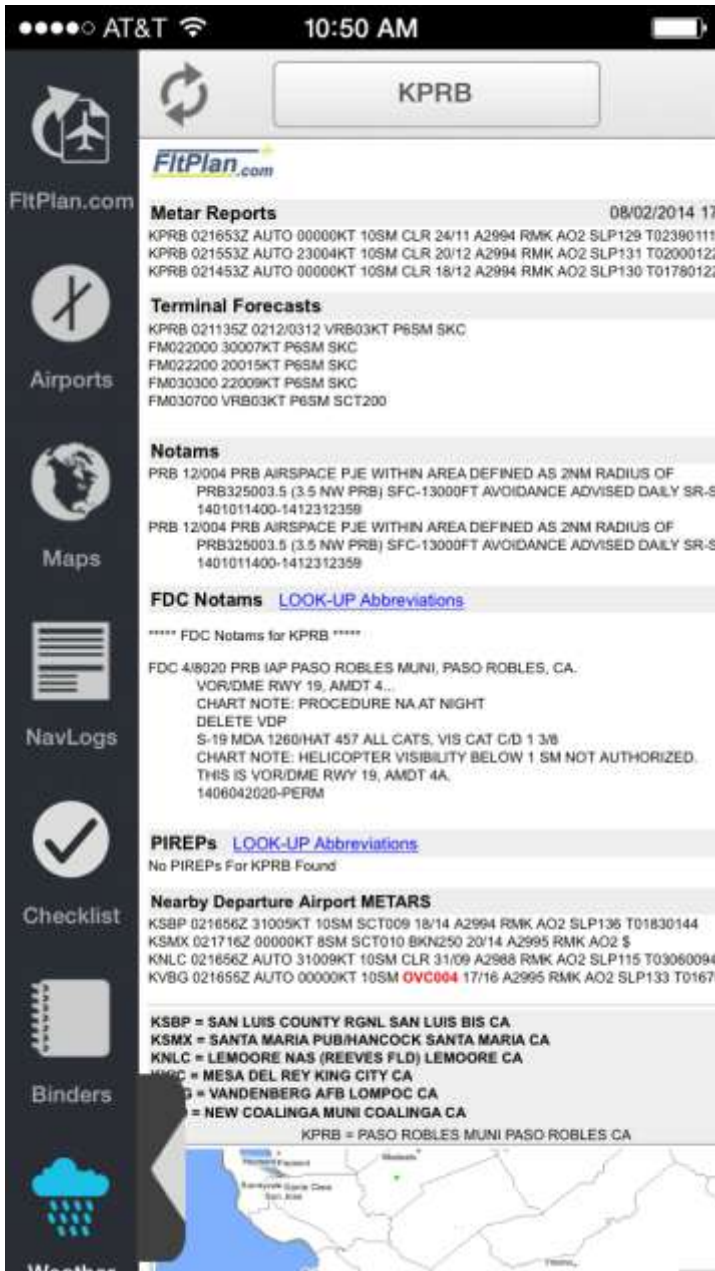 AT&T 10:50 AM
KPRB
FltPlan.com
FltPlan.com
Airports
Maps
NavLogs
Checklist
Binders
Weather
Metar Reports 08/02/2014 17
KPRB 021653Z AUTO 00000KT 10SM CLR 24/11 A2994 RMK AO2 SLP129 T02390111
KPRB 021553Z AUTO 23004KT 10SM CLR 20/12 A2994 RMK AO2 SLP131 T0200012
KPRB 021453Z AUTO 00000KT 10SM CLR 18/12 A2994 RMK AO2 SLP130 T0178012
Terminal Forecasts
KPRB 021135Z 0212/0312 VRB03KT P6SM SKC
FM022000 30007KT P6SM SKC
FM022200 20015KT P6SM SKC
FM030300 22009KT P6SM SKC
FM030700 VRB03KT P6SM SCT200
Notams
PRB 12/004 PRB AIRSPACE PJE WITHIN AREA DEFINED AS 2NM RADIUS OF
PRB325003.5 (3.5 NW PRB) SFC-13000FT AVOIDANCE ADVISED DAILY SR-S
1401011400-1412312359
PRB 12/004 PRB AIRSPACE PJE WITHIN AREA DEFINED AS 2NM RADIUS OF
PRB325003.5 (3.5 NW PRB) SFC-13000FT AVOIDANCE ADVISED DAILY SR-S
1401011400-1412312359
FDC Notams LOOK-UP Abbreviations
***** FDC Notams for KPRB *****
FDC 4/8020 PRB IAP PASO ROBLES MUNI, PASO ROBLES, CA.
VOR/DME RWY 19, AMDT 4...
CHART NOTE: PROCEDURE NA AT NIGHT
DELETE VDP
S-19 MDA 1260/HAT 457 ALL CATS, VIS CAT C/D 1 3/8
CHART NOTE: HELICOPTER VISIBILITY BELOW 1 SM NOT AUTHORIZED.
THIS IS VOR/DME RWY 19, AMDT 4A.
1406042020-PERM
PIREPs LOOK-UP Abbreviations
No PIREPs For KPRB Found
Nearby Departure Airport METARS
KSBP 021656Z 31005KT 10SM SCT009 18/14 A2994 RMK AO2 SLP136 T01830144
KSMX 021716Z 00000KT 8SM SCT010 BKN250 20/14 A2995 RMK AO2 $
KNLC 021656Z AUTO 31009KT 10SM CLR 31/09 A2988 RMK AO2 SLP115 T03060094
KVBG 021655Z AUTO 00000KT 10SM OVC004 17/16 A2995 RMK AO2 SLP133 T0167
KSBP = SAN LUIS COUNTY RGNL SAN LUIS BIS CA
KSMX = SANTA MARIA PUB/HANCOCK SANTA MARIA CA
KNLC = LEMOORE NAS (REEVES FLD) LEMOORE CA
= MESA DEL REY KING CITY CA
G = VANDENBERG AFB LOMPOC CA
= NEW COALINGA MUNI COALINGA CA
KPRB = PASO ROBLES MUNI PASO ROBLES CA
Modesto
Sunnyvale Santa Clara
San Jose